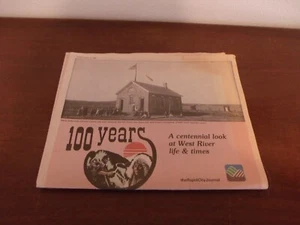 100 years
A centennial look
at West River
life & times